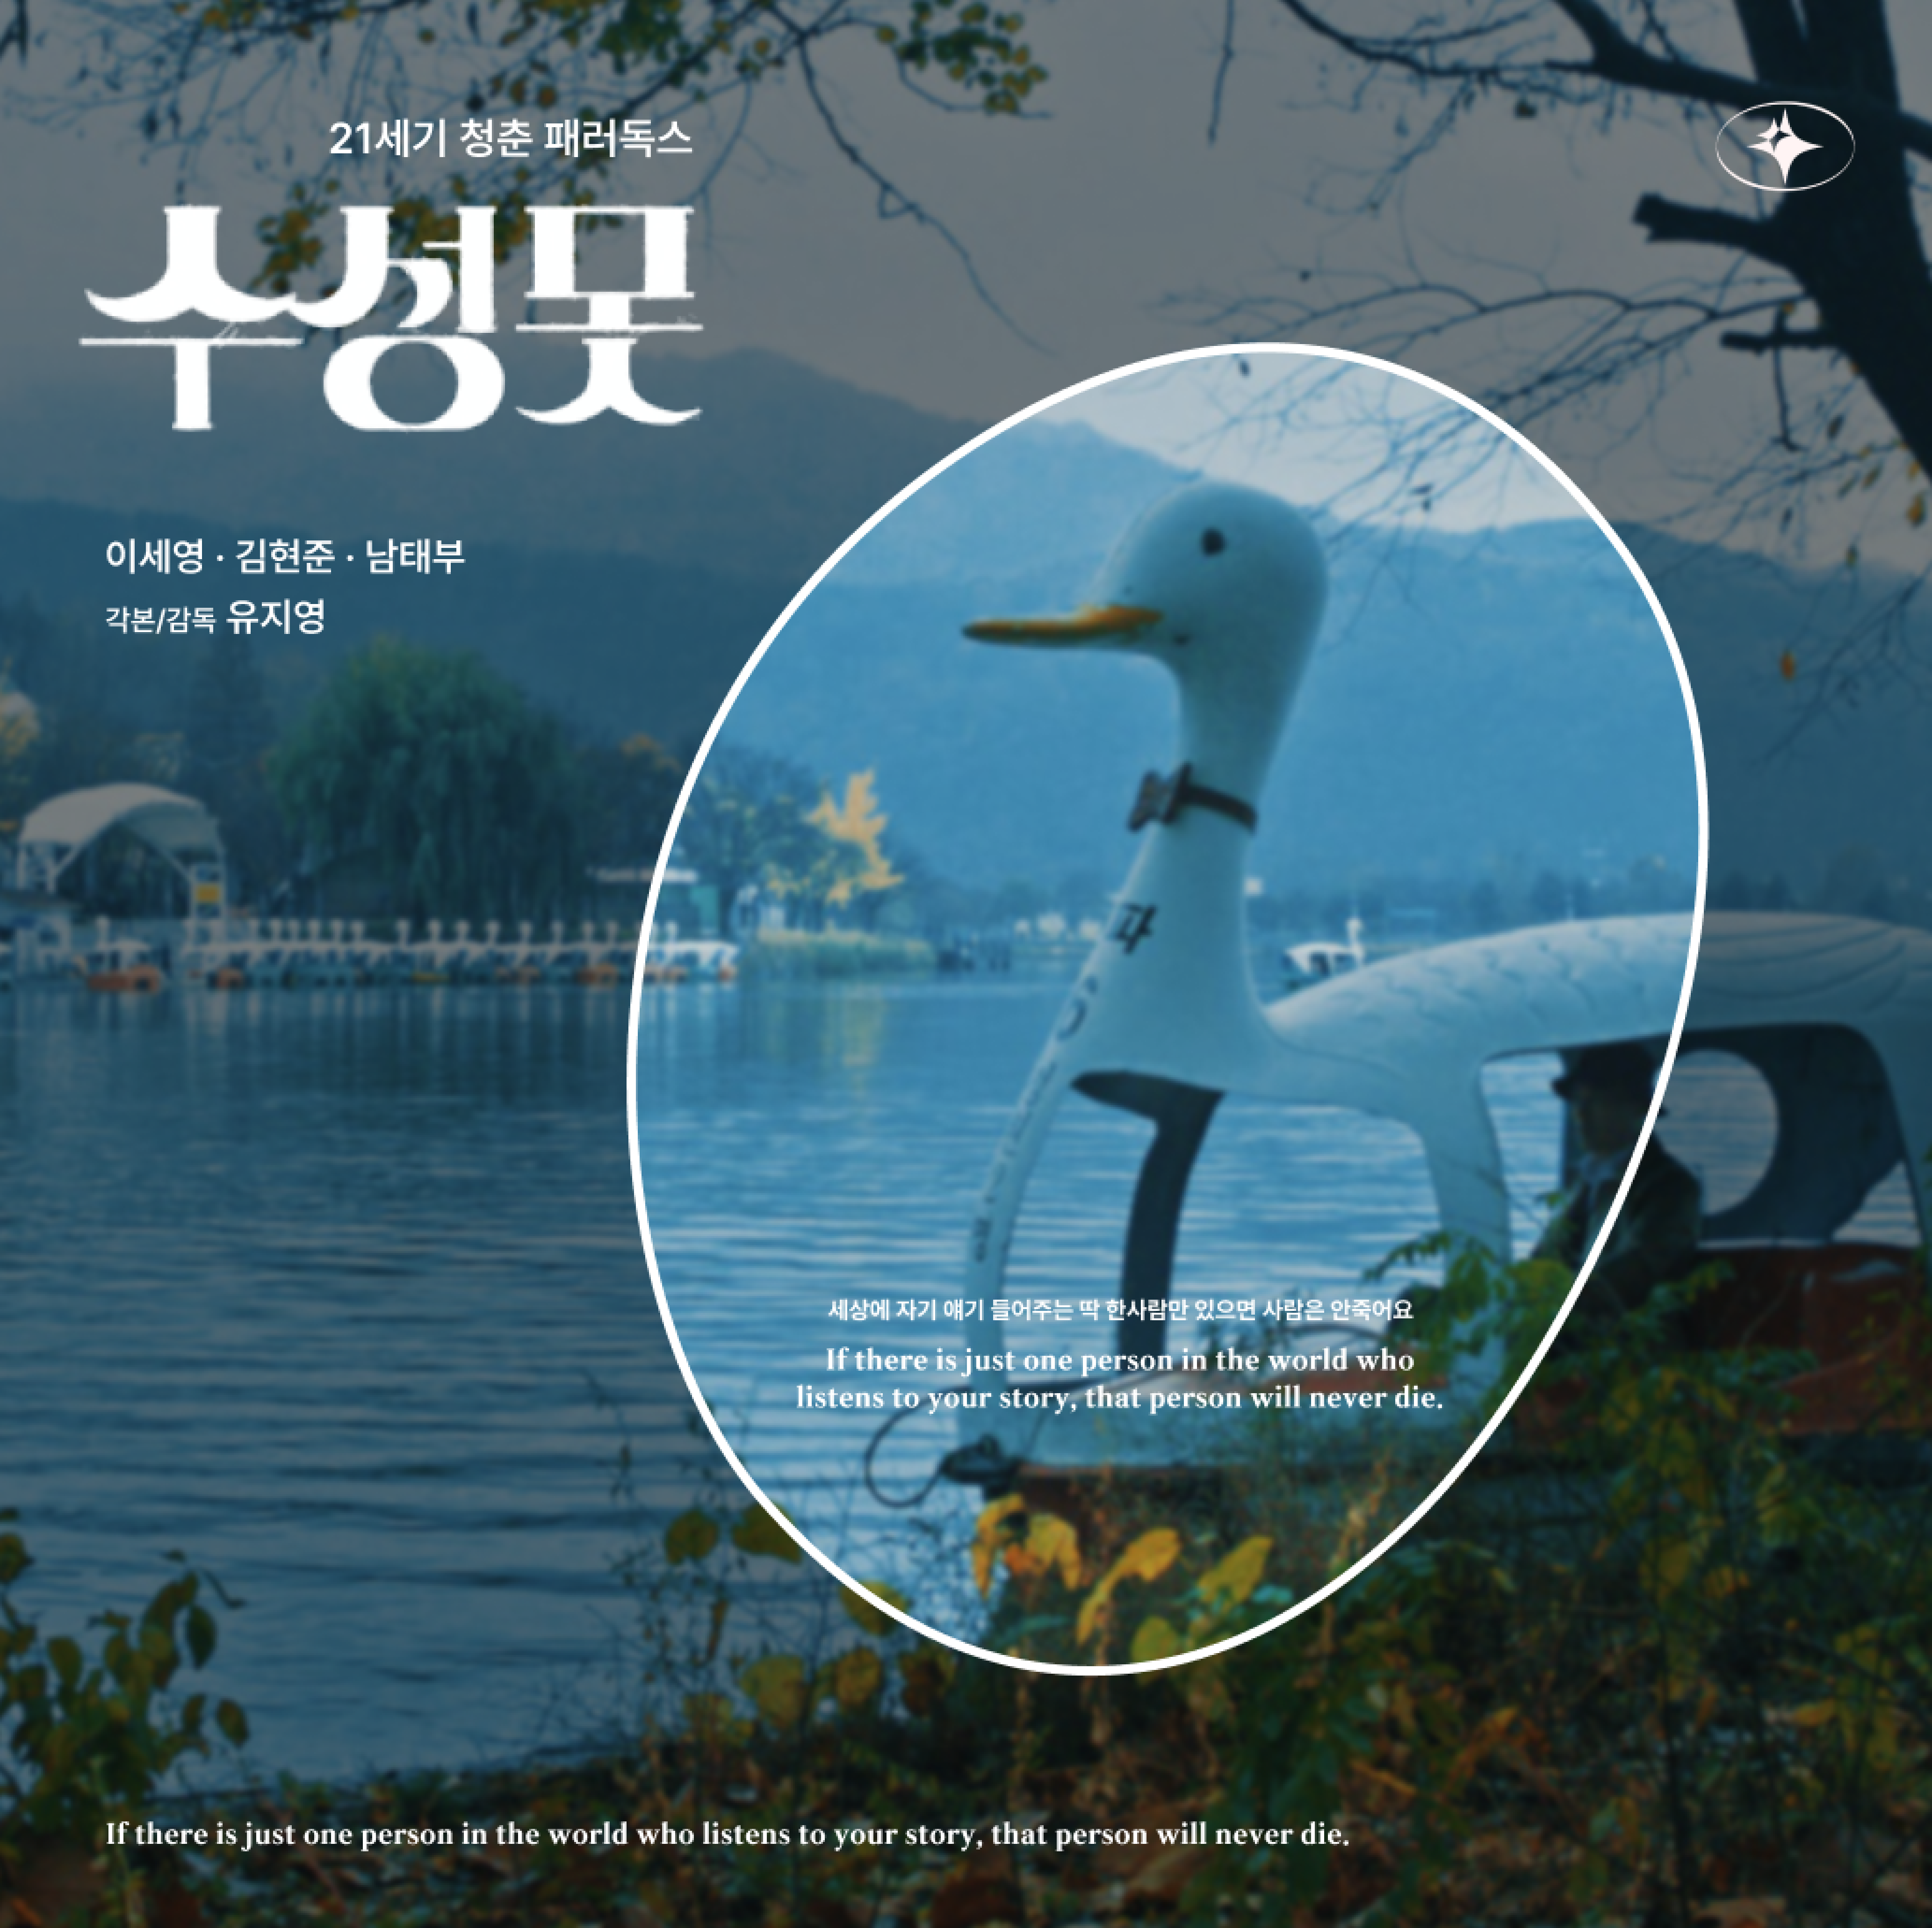 21세기 청춘 패러독스
수성못
이세영 · 김현준 · 남태부
각본/감독 유지영
파
세상에 자기 얘기 들어주는 딱 한사람만 있으면 사람은 안죽어요
If there is just one person in the world who
listens to your story, that person will never die.
If there is just one person in the world who listens to your story, that person will never die.